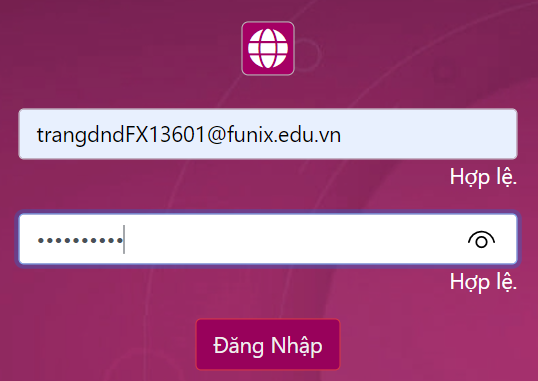 trangdndFX13601@funix.edu.vn
Hợp lệ.
••••••••••
Hợp lệ.
Đăng Nhập